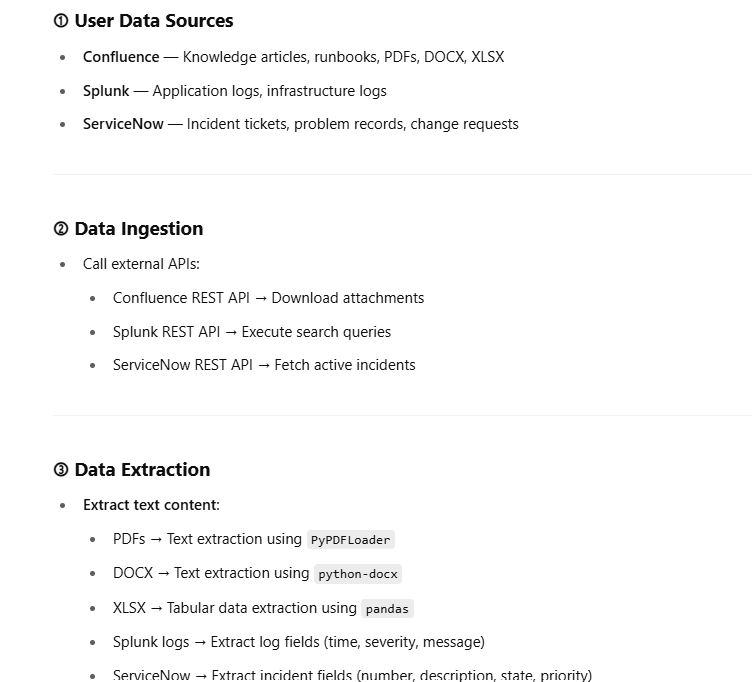 ① User Data Sources
• Confluence — Knowledge articles, runbooks, PDFs, DOCX, XLSX
• Splunk — Application logs, infrastructure logs
• ServiceNow — Incident tickets, problem records, change requests
② Data Ingestion
• Call external APIs:
• Confluence REST API → Download attachments
• Splunk REST API → Execute search queries
• ServiceNow REST API → Fetch active incidents
③ Data Extraction
• Extract text content:
• PDFs → Text extraction using PyPDFLoader
• DOCX → Text extraction using python-docx
• XLSX → Tabular data extraction using pandas
• Splunk logs → Extract log fields (time, severity, message)
• ServiceNow → Extract incident fields (number, description, state, priority)